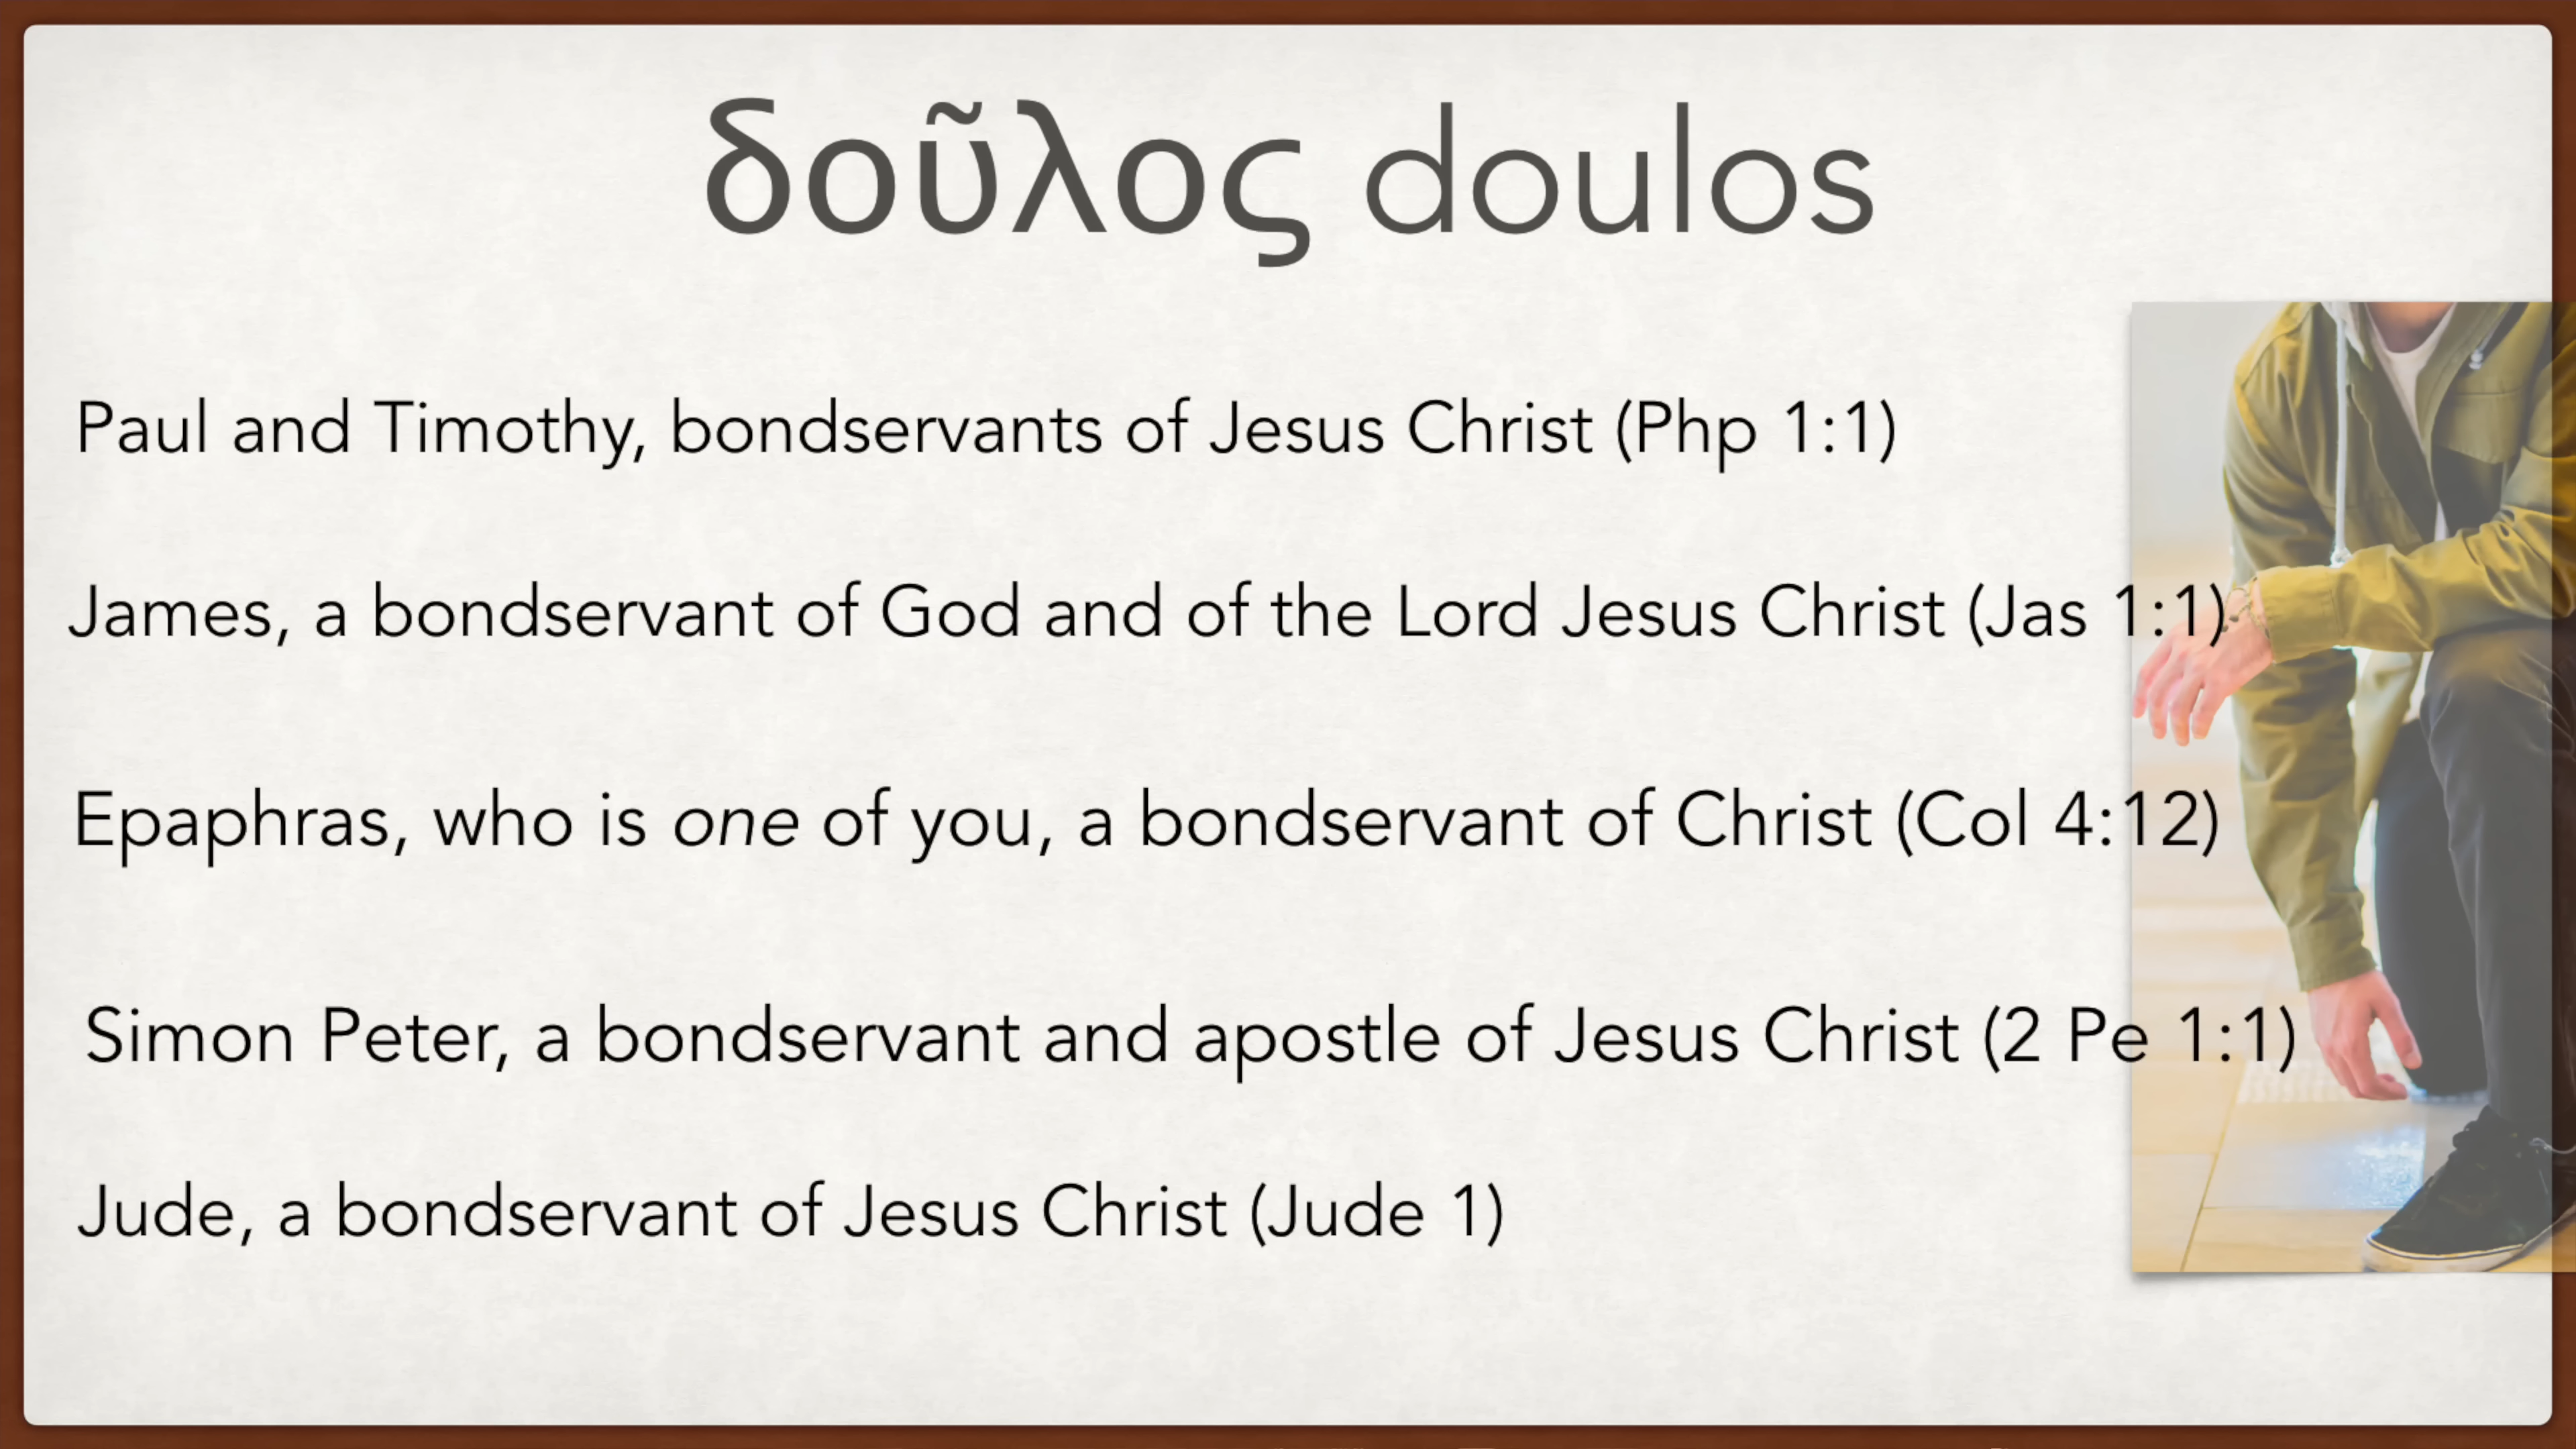 δοῦλος doulos
Paul and Timothy, bondservants of Jesus Christ (Php 1:1)
James, a bondservant of God and of the Lord Jesus Christ (Jas 1:1)
Epaphras, who is one of you, a bondservant of Christ (Col 4:12)
Simon Peter, a bondservant and apostle of Jesus Christ (2 Pe 1:1)
Jude, a bondservant of Jesus Christ (Jude 1)